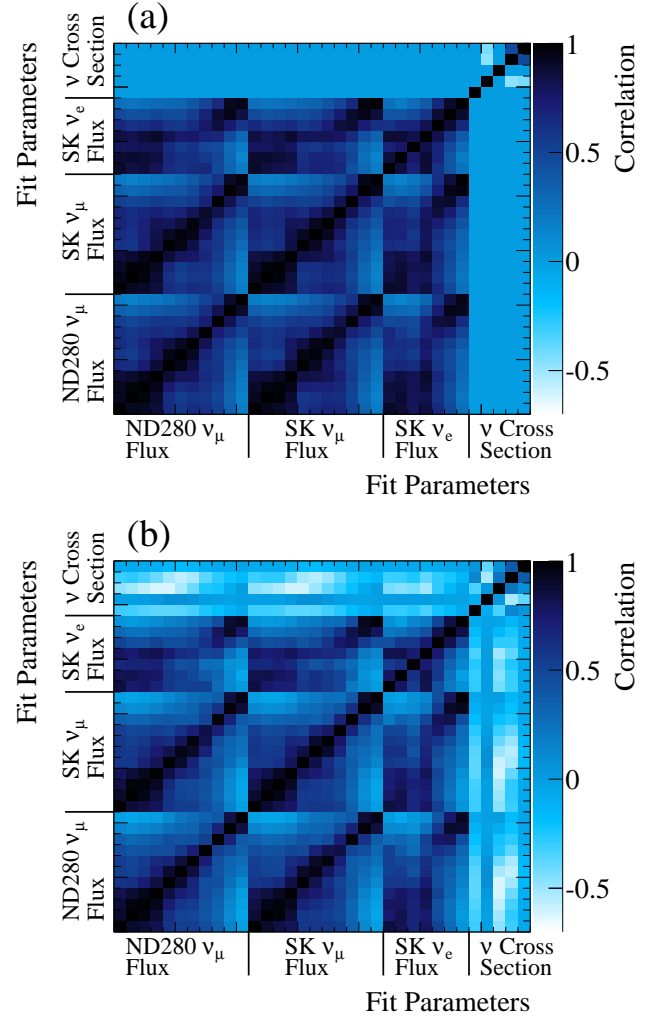 (a)
Fit Parameters
ν Cross
Section
SK νe
Flux
SK νμ
Flux
ND280 νμ
Flux
1
0.5
0
-0.5
Correlation
ND280 νμ
Flux
SK νμ
Flux
SK νe
Flux
ν Cross
Section
Fit Parameters
(b)
Fit Parameters
ν Cross
Section
SK νe
Flux
SK νμ
Flux
ND280 νμ
Flux
1
0.5
0
-0.5
Correlation
ND280 νμ
Flux
SK νμ
Flux
SK νe
Flux
ν Cross
Section
Fit Parameters